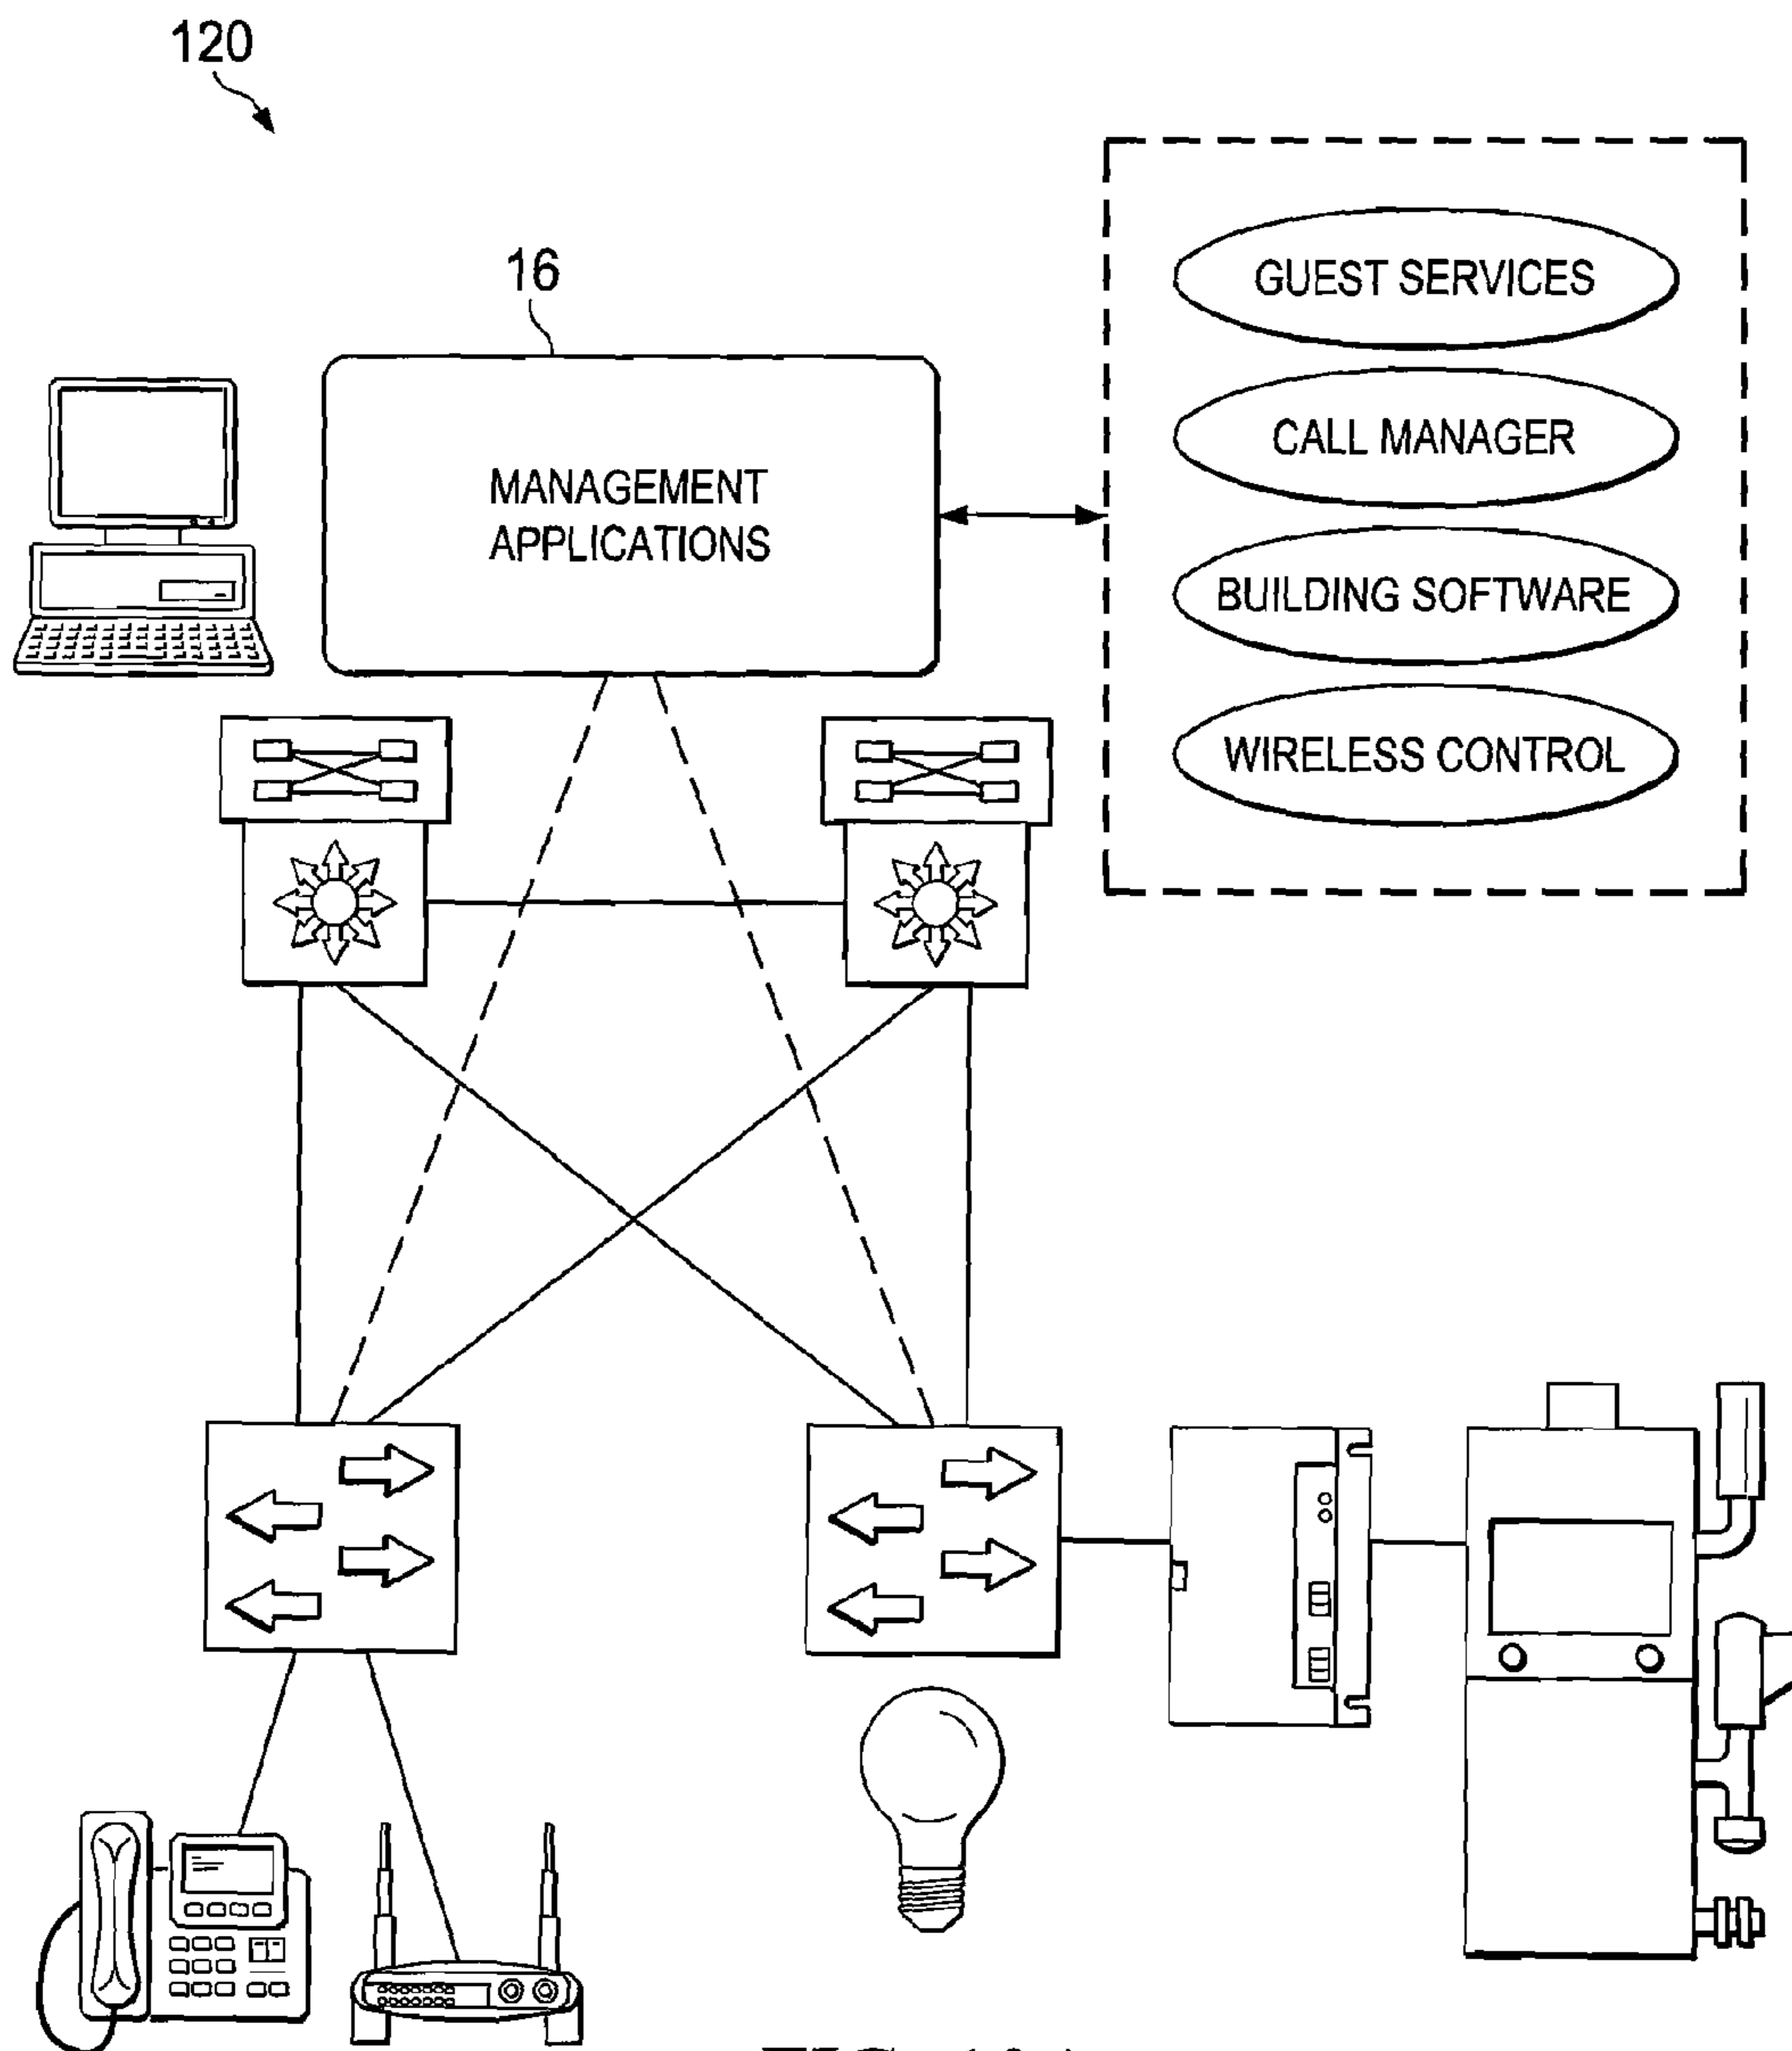 120
16
MANAGEMENT
APPLICATIONS
GUEST SERVICES
CALL MANAGER
BUILDING SOFTWARE
WIRELESS CONTROL